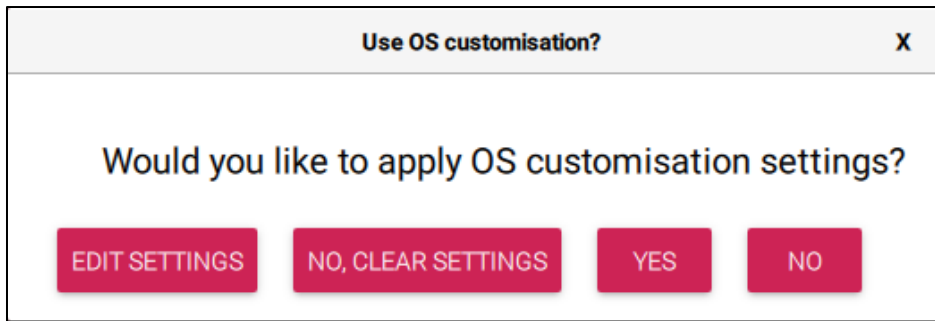 Use OS customisation? X
Would you like to apply OS customisation settings?
EDIT SETTINGS NO, CLEAR SETTINGS YES NO